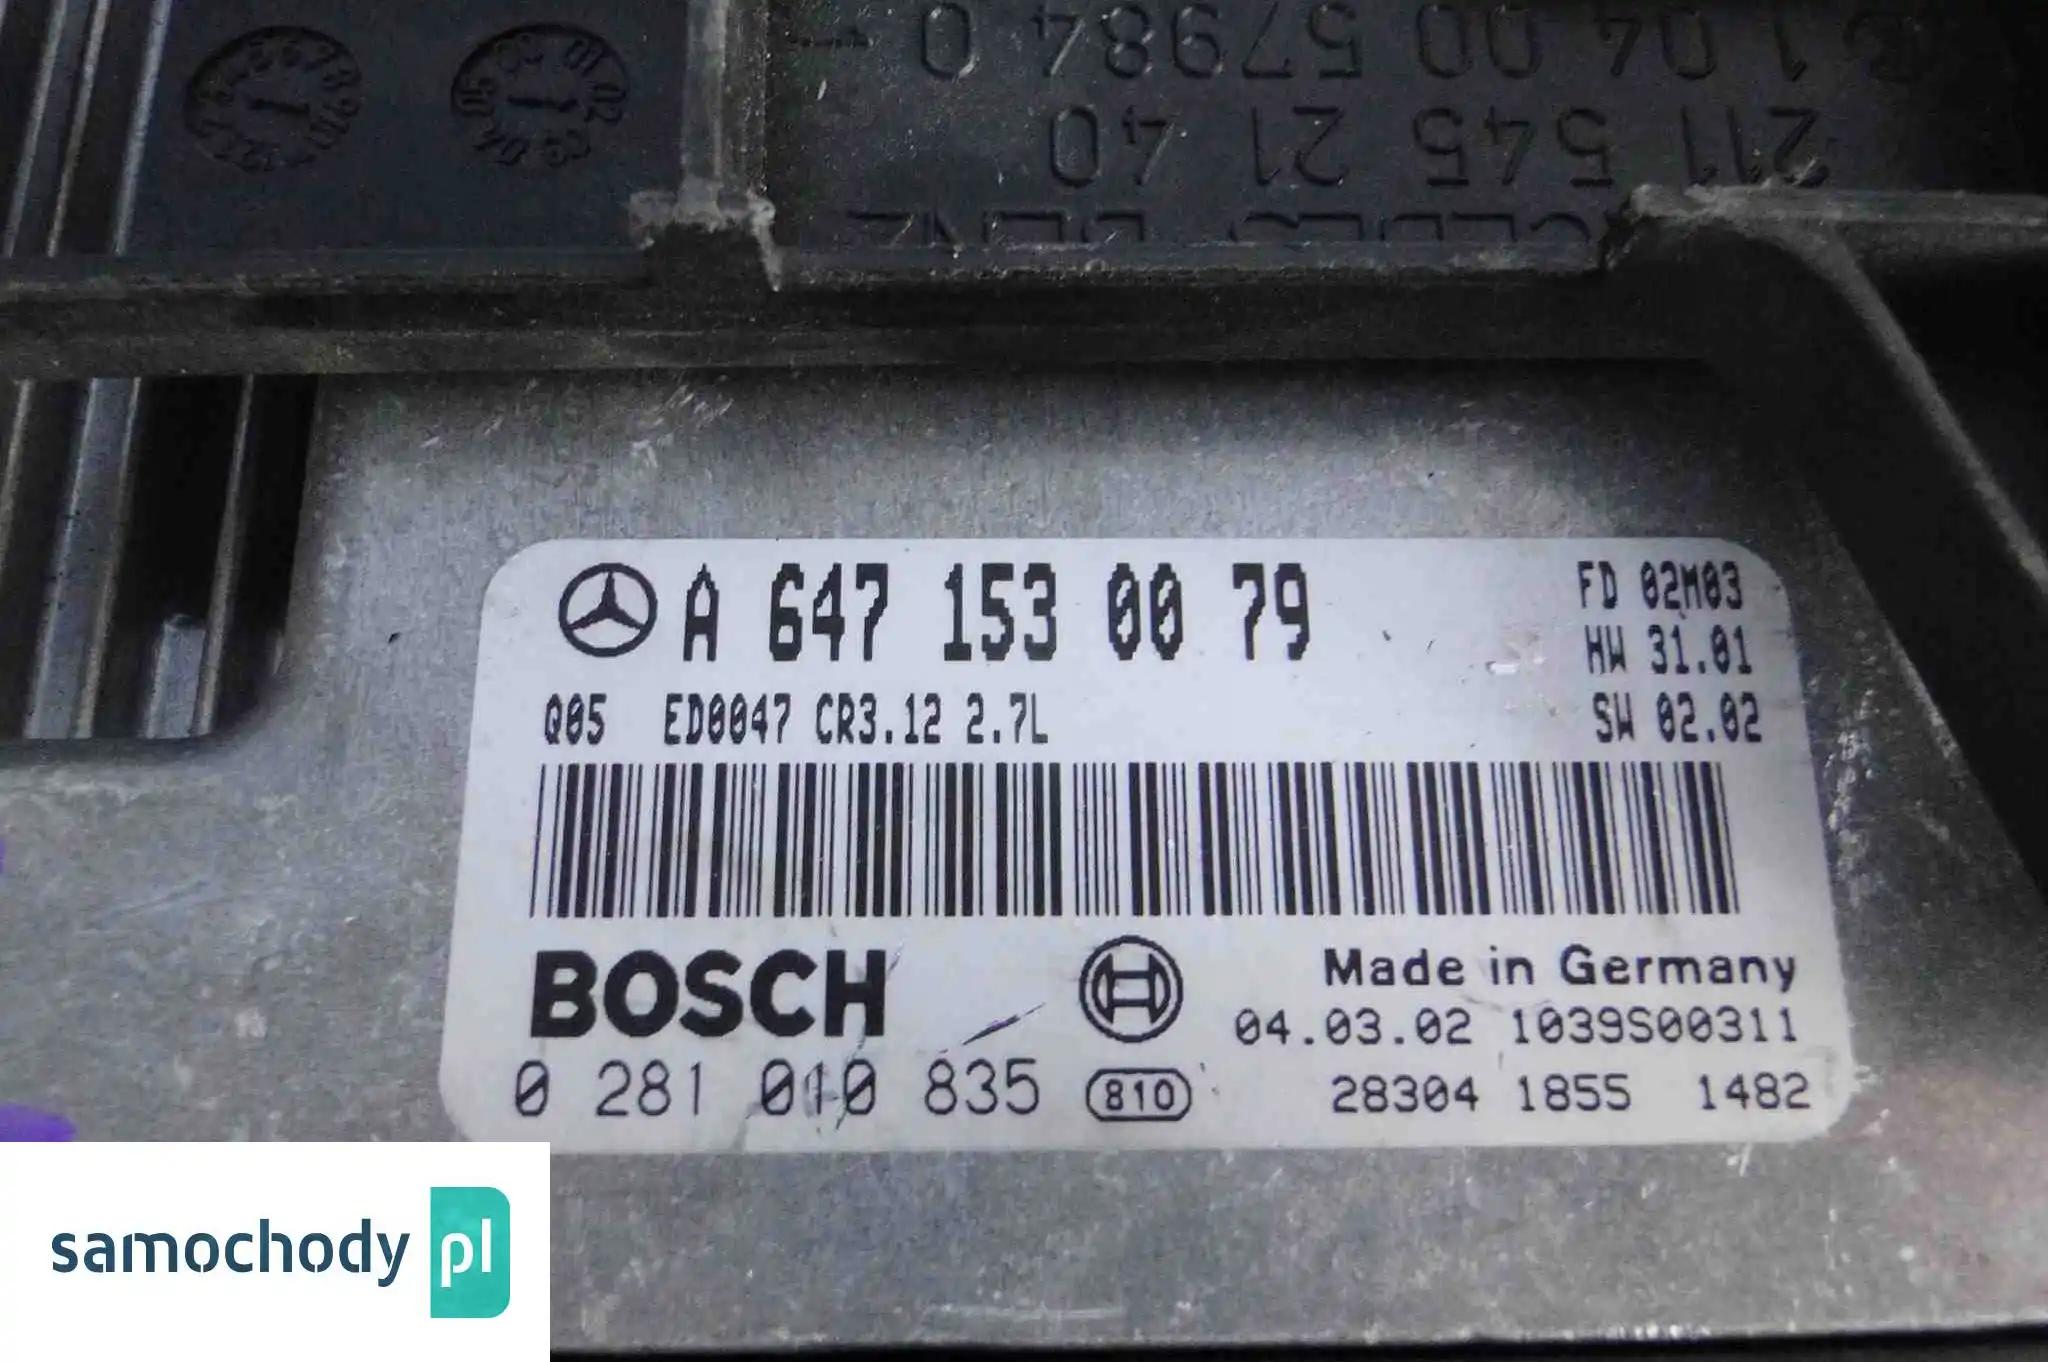 1 04 00 57984 0
211 545 21 40
A 647 153 00 79
FD 02M03
HW 31.01
Q05 ED0047 CR3.12 2.7L
SW 02.02
BOSCH
Made in Germany
04.03.02 1039S00311
0 281 010 835
810
28304 1855 1482
samochody pl